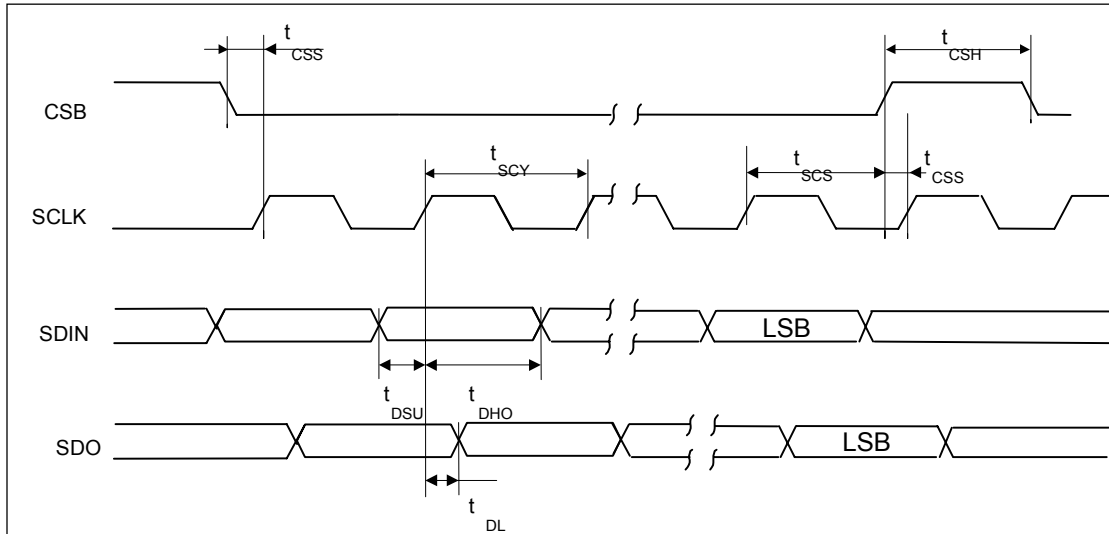 t CSS
t CSH
CSB
t SCY
t SCS
t CSS
SCLK
SDIN
LSB
t DSU
t DHO
SDO
LSB
t DL